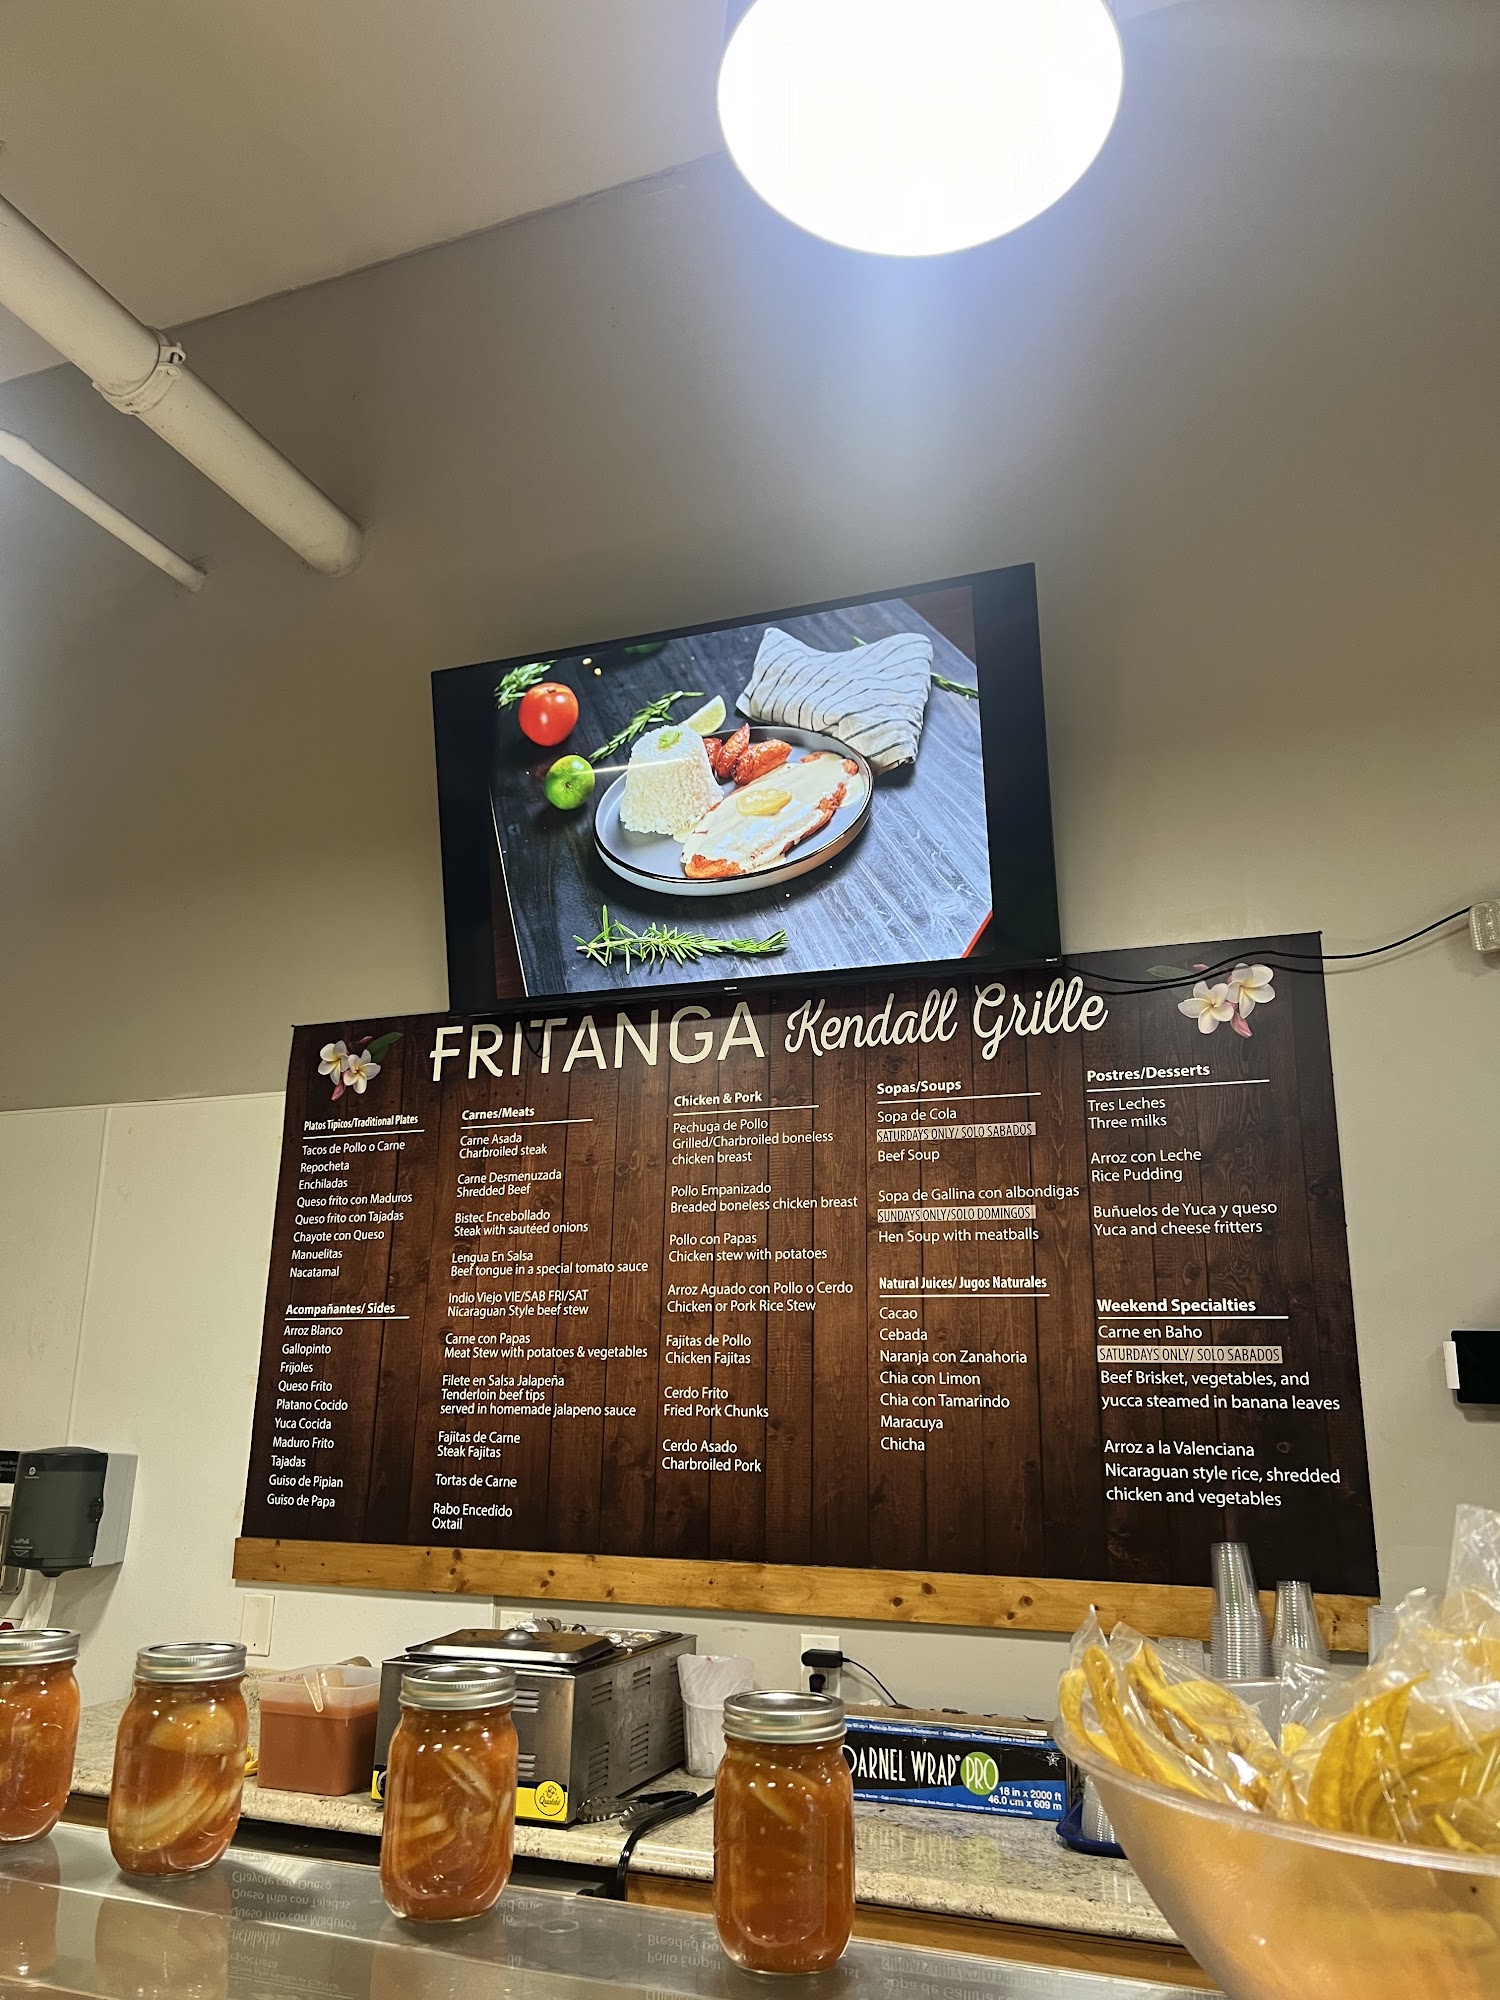 FRITANGA Kendall Grille
Platos Tipicos/Traditional Plates
Tacos de Pollo o Carne
Repocheta
Enchiladas
Queso frito con Maduros
Queso frito con Tajadas
Chayote con Queso
Manuelitas
Nacatamal
Acompañantes/ Sides
Arroz Blanco
Gallopinto
Frijoles
Queso Frito
Platano Cocido
Yuca Cocida
Maduro Frito
Tajadas
Guiso de Pipian
Guiso de Papa
Carnes/Meats
Carne Asada
Charbroiled steak
Carne Desmenuzada
Shredded Beef
Bistec Encebollado
Steak with sautéed onions
Lengua En Salsa
Beef tongue in a special tomato sauce
Indio Viejo VIE/SAB FRI/SAT
Nicaraguan Style beef stew
Carne con Papas
Meat Stew with potatoes & vegetables
Filete en Salsa Jalapeña
Tenderloin beef tips
served in homemade jalapeno sauce
Fajitas de Carne
Steak Fajitas
Tortas de Carne
Rabo Encedido
Oxtail
Chicken & Pork
Pechuga de Pollo
Grilled/Charbroiled boneless
chicken breast
Pollo Empanizado
Breaded boneless chicken breast
Pollo con Papas
Chicken stew with potatoes
Arroz Aguado con Pollo o Cerdo
Chicken or Pork Rice Stew
Fajitas de Pollo
Chicken Fajitas
Cerdo Frito
Fried Pork Chunks
Cerdo Asado
Charbroiled Pork
Sopas/Soups
Sopa de Cola
SATURDAYS ONLY/ SOLO SABADOS
Beef Soup
Sopa de Gallina con albondigas
SUNDAYS ONLY/SOLO DOMINGOS
Hen Soup with meatballs
Natural Juices/ Jugos Naturales
Cacao
Cebada
Naranja con Zanahoria
Chia con Limon
Chia con Tamarindo
Maracuya
Chicha
Postres/Desserts
Tres Leches
Three milks
Arroz con Leche
Rice Pudding
Buñuelos de Yuca y queso
Yuca and cheese fritters
Weekend Specialties
Carne en Baho
SATURDAYS ONLY/ SOLO SABADOS
Beef Brisket, vegetables, and
yucca steamed in banana leaves
Arroz a la Valenciana
Nicaraguan style rice, shredded
chicken and vegetables
DARNEL WRAP PRO
18 in x 2000 ft
46.0 cm x 609 m